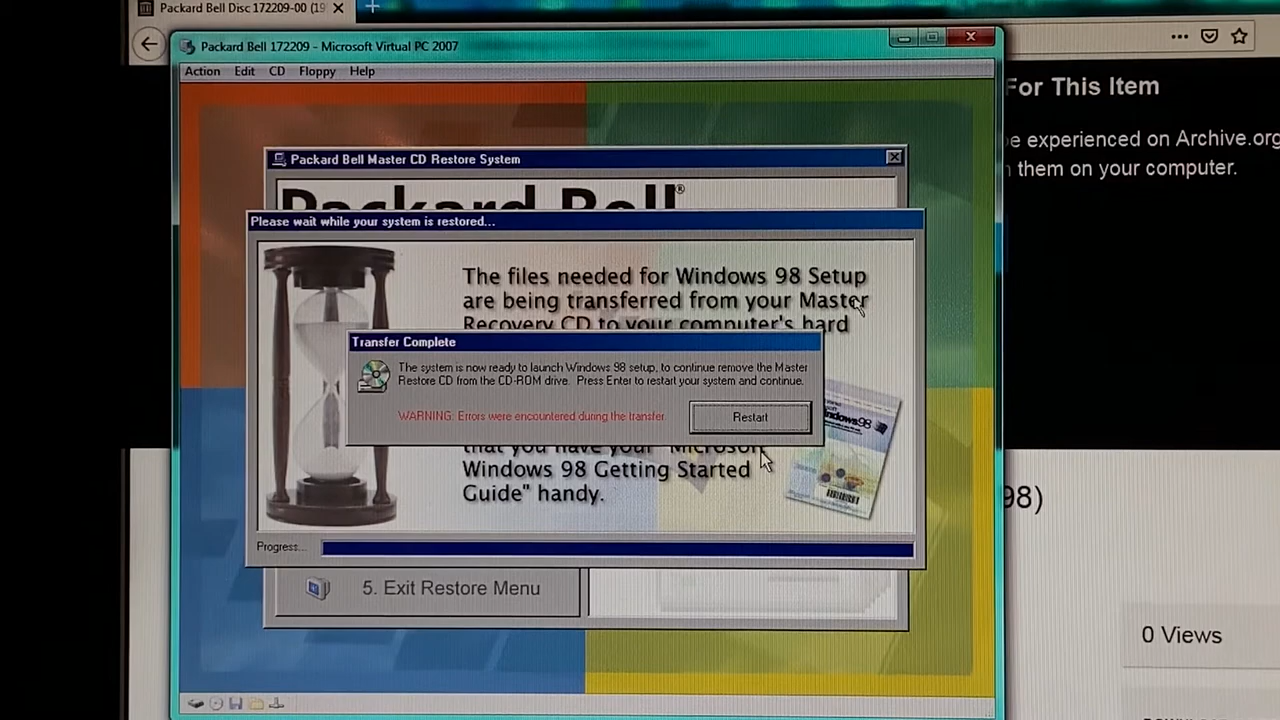 Packard Bell Disc 172209-00 (19
Packard Bell 172209 - Microsoft Virtual PC 2007
Action Edit CD Floppy Help
For This Item
be experienced on Archive.org
them on your computer.
Packard Bell Master CD Restore System
Packard Bell®
Please wait while your system is restored...
The files needed for Windows 98 Setup
are being transferred from your Master
Recovery CD to your computer's hard
Transfer Complete
The system is now ready to launch Windows 98 setup, to continue remove the Master
Restore CD from the CD-ROM drive. Press Enter to restart your system and continue.
WARNING: Errors were encountered during the transfer.
Restart
that you have your "Microsoft
Windows 98 Getting Started
Guide" handy.
Windows98
98)
Progress...
5. Exit Restore Menu
0 Views